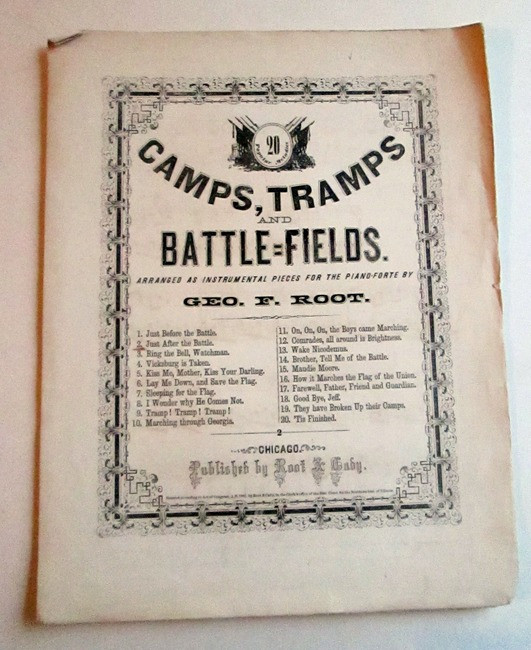 20
CAMPS, TRAMPS
AND
BATTLE=FIELDS.
ARRANGED AS INSTRUMENTAL PIECES FOR THE PIANO-FORTE BY
GEO. F. ROOT.
1. Just Before the Battle.
2. Just After the Battle.
3. Ring the Bell, Watchman.
4. Vicksburg is Taken.
5. Kiss Me, Mother, Kiss Your Darling.
6. Lay Me Down, and Save the Flag.
7. Sleeping for the Flag.
8. I Wonder why He Comes Not.
9. Tramp! Tramp! Tramp!
10. Marching through Georgia.
11. On, On, On, the Boys came Marching.
12. Comrades, all around is Brightness.
13. Wake Nicodemus.
14. Brother, Tell Me of the Battle.
15. Maudie Moore.
16. How it Marches the Flag of the Union.
17. Farewell, Father, Friend and Guardian.
18. Good Bye, Jeff.
19. They have Broken Up their Camps.
20. 'Tis Finished.
2
CHICAGO.
Published by Root & Cady.